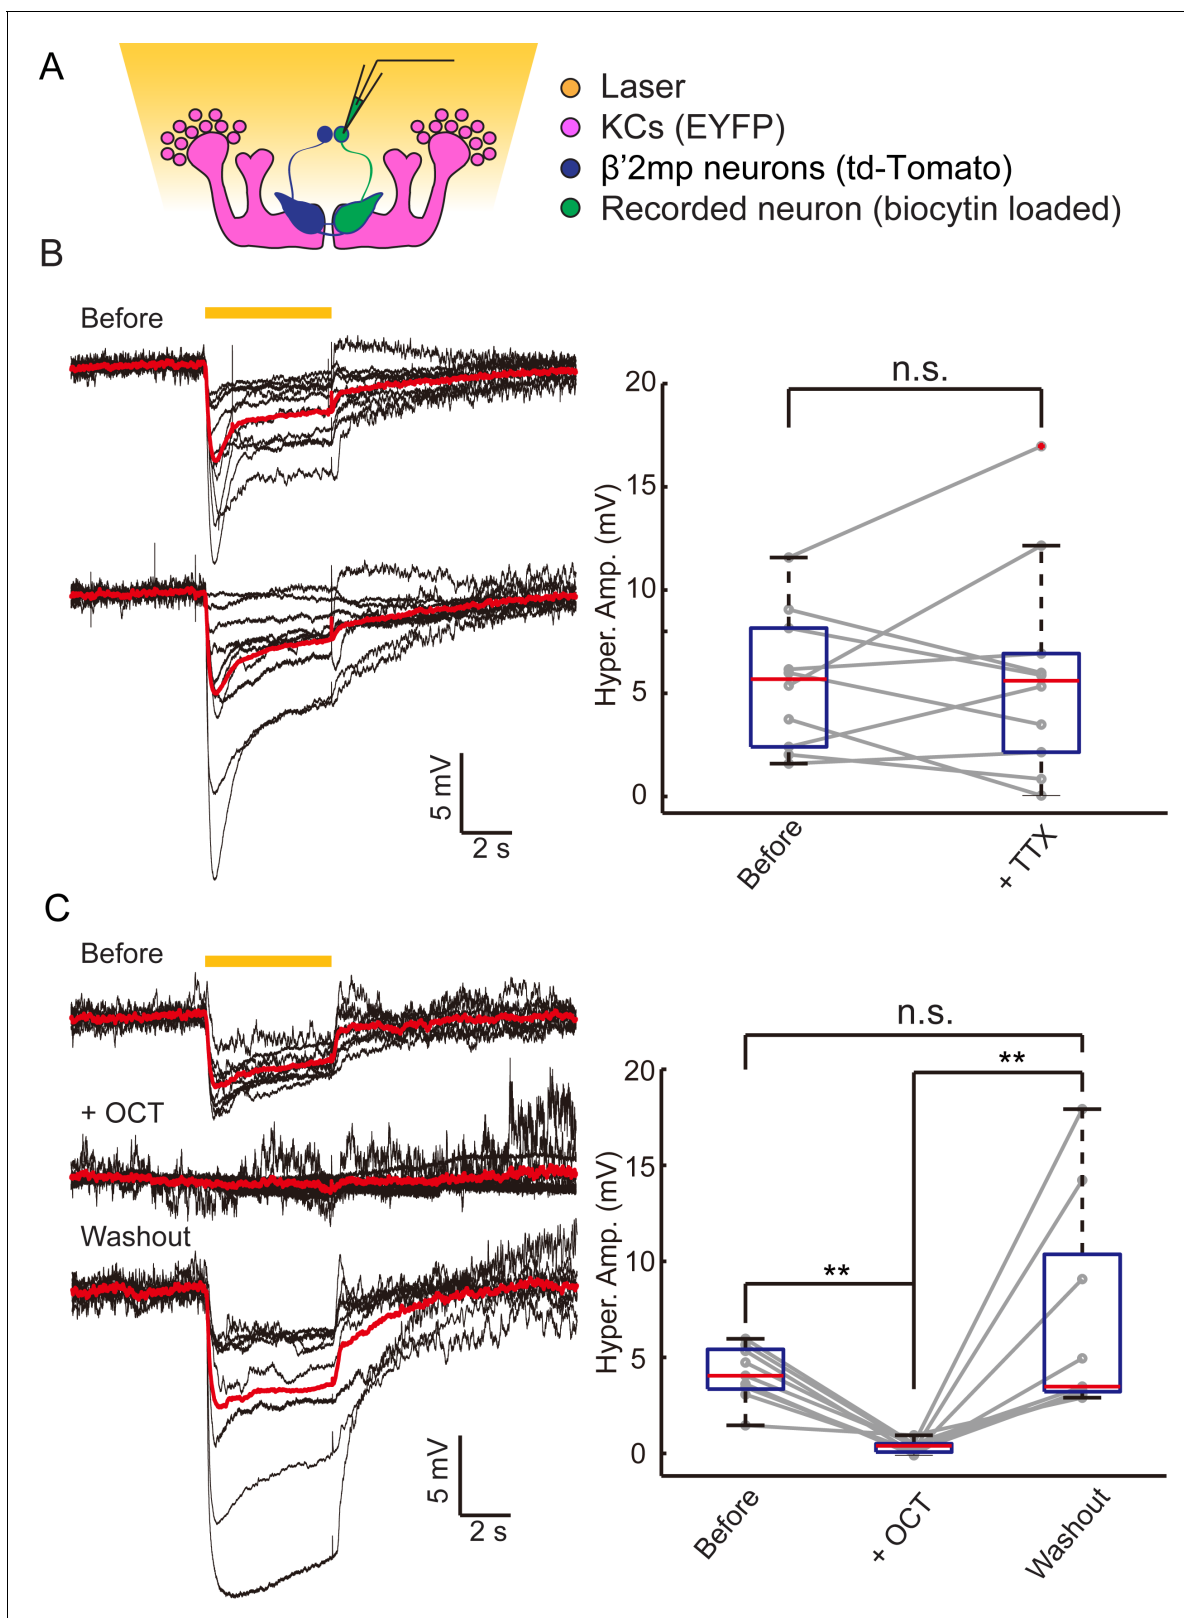 A
Laser
KCs (EYFP)
β'2mp neurons (td-Tomato)
Recorded neuron (biocytin loaded)
B
Before
5 mV
2 s
n.s.
20
15
10
5
0
Hyper. Amp. (mV)
Before
+ TTX
C
Before
+ OCT
Washout
5 mV
2 s
n.s.
**
**
20
15
10
5
0
Hyper. Amp. (mV)
Before
+ OCT
Washout